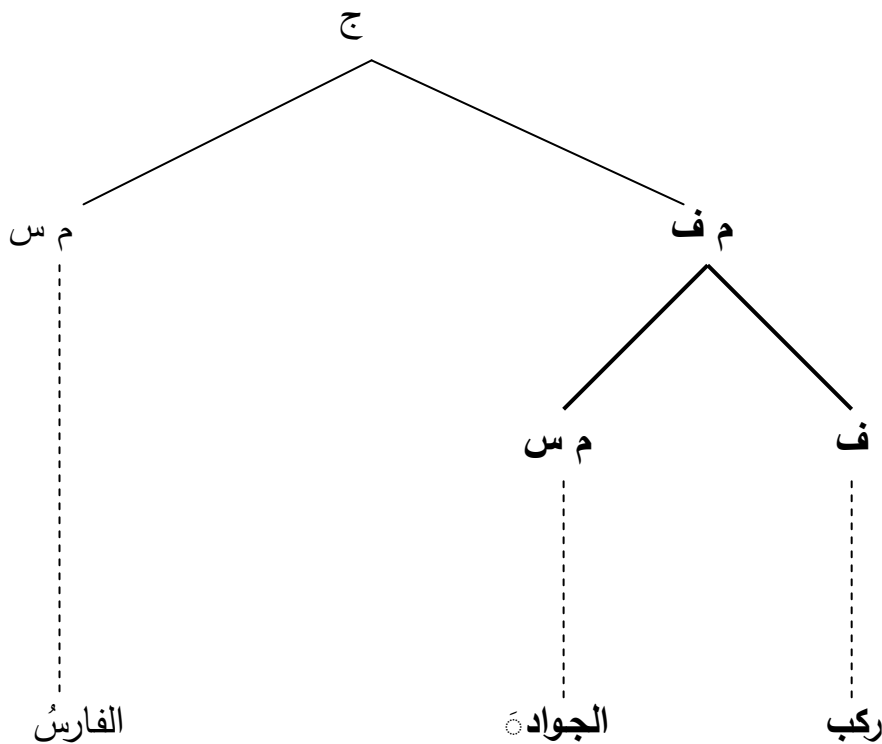 ج
م ف
م س
ف
م س
ركب
الجوادَ
الفارسُ